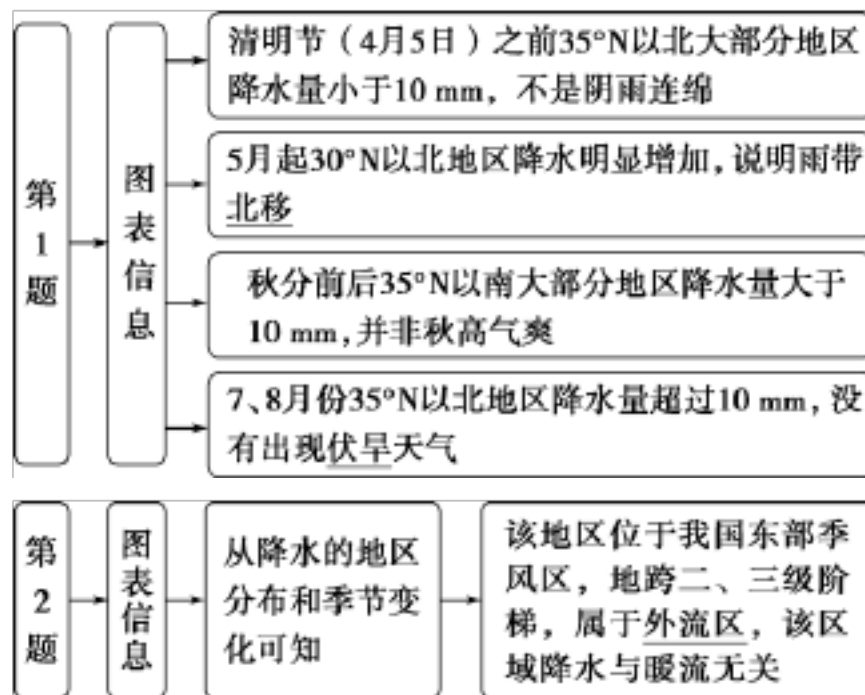 第1题
图表信息
清明节（4月5日）之前35°N以北大部分地区
降水量小于10 mm，不是阴雨连绵
5月起30°N以北地区降水明显增加，说明雨带
北移
秋分前后35°N以南大部分地区降水量大于
10 mm，并非秋高气爽
7、8月份35°N以北地区降水量超过10 mm，没
有出现伏旱天气
第2题
图表信息
从降水的地区
分布和季节变
化可知
该地区位于我国东部季
风区，地跨二、三级阶
梯，属于外流区，该区
域降水与暖流无关